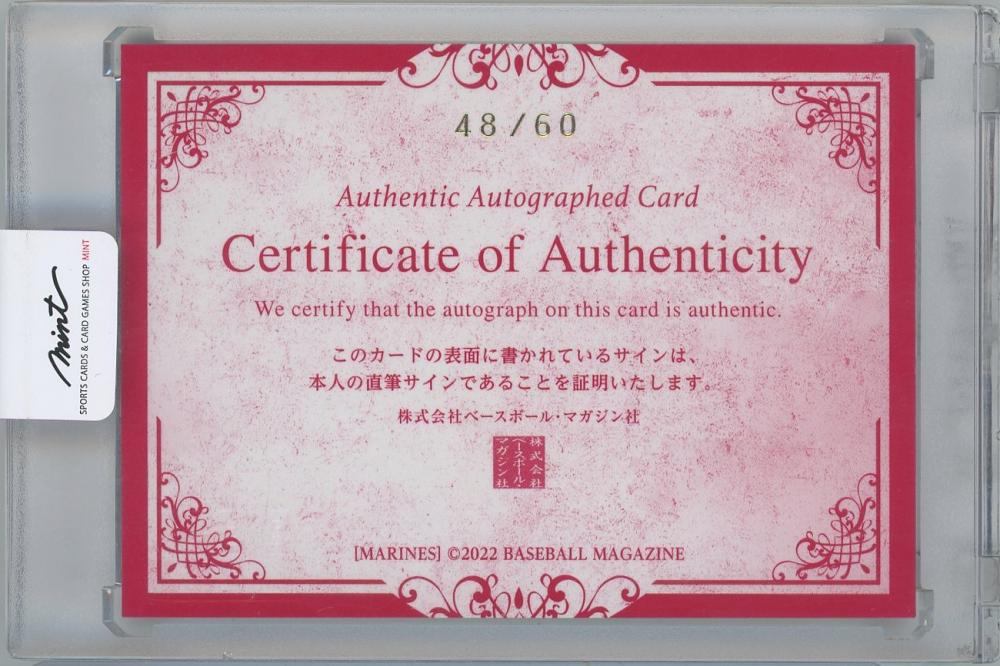 48/60
Authentic Autographed Card
Certificate of Authenticity
We certify that the autograph on this card is authentic.
このカードの表面に書かれているサインは、
本人の直筆サインであることを証明いたします。
株式会社ベースボール・マガジン社
株式会社
ベースボール・
マガジン社
[MARINES] ©2022 BASEBALL MAGAZINE
mint
SPORTS CARDS & CARD GAMES SHOP MINT